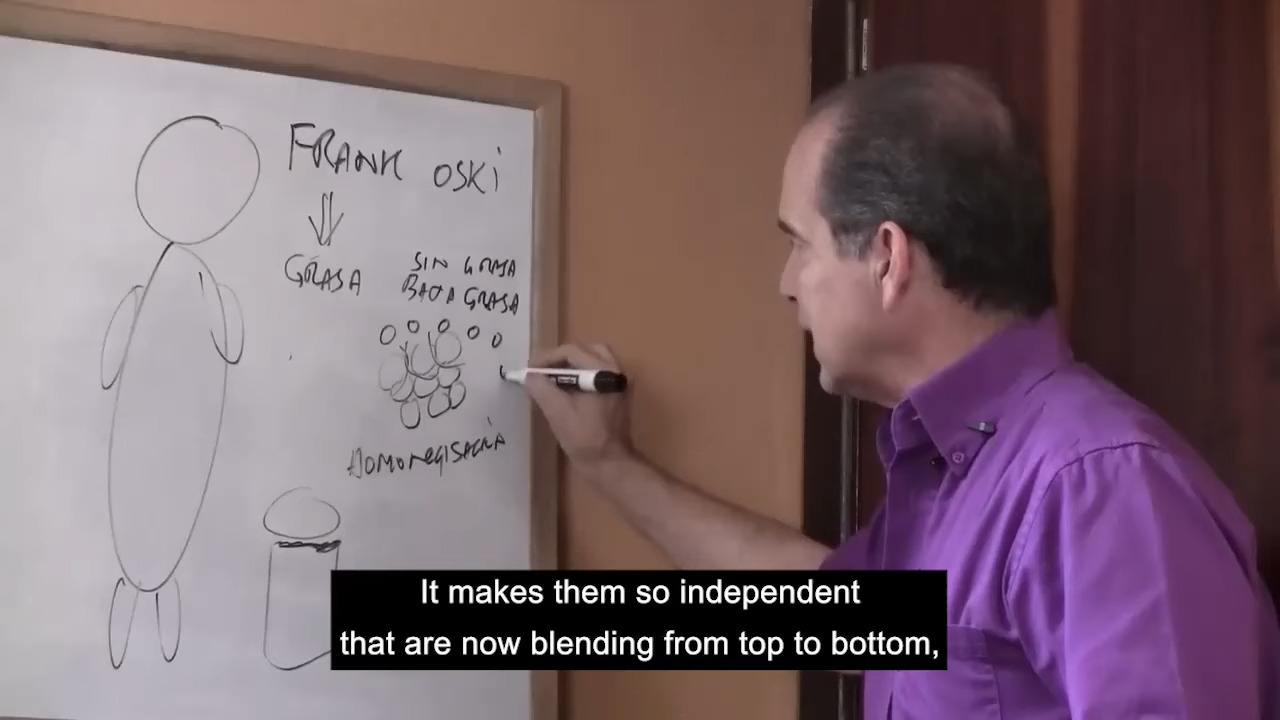 FRANK OSKI
GRASA
SIN GRASA
BAJA GRASA
It makes them so independent
that are now blending from top to bottom,